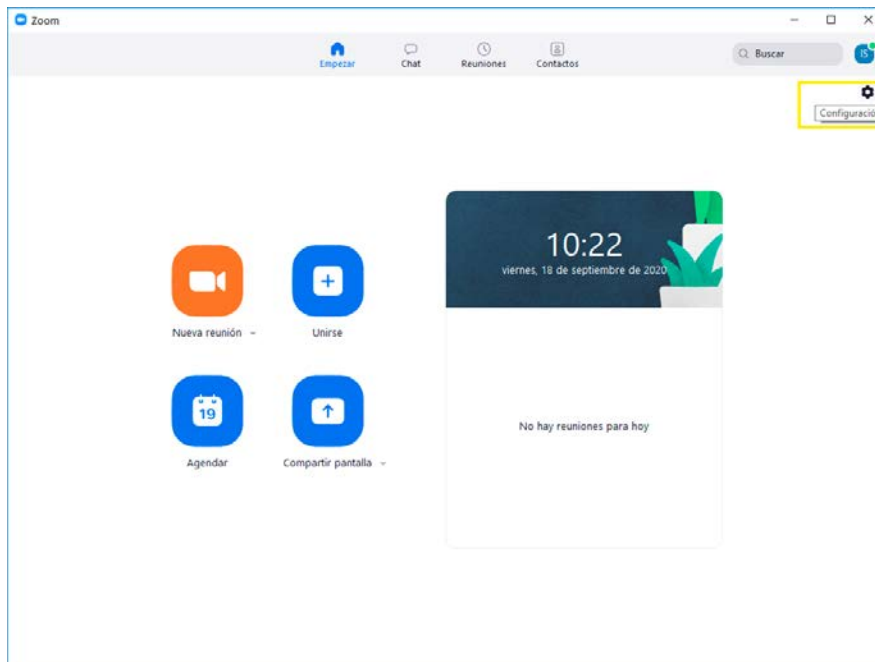 Zoom
Empezar
Chat
Reuniones
Contactos
Buscar
IS
Configuració
10:22
viernes, 18 de septiembre de 2020
Nueva reunión
Unirse
19
Agendar
Compartir pantalla
No hay reuniones para hoy